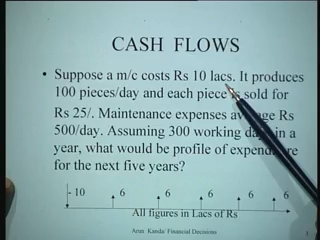 CASH FLOWS
• Suppose a m/c costs Rs 10 lacs. It produces
100 pieces/day and each piece is sold for
Rs 25/. Maintenance expenses Rs
500/day. Assuming 300 working in a
year, what would be profile of
for the next five years?
- 10 6 6 6 6 6
All figures in Lacs of Rs
Arun Kanda/ Financial Decisions